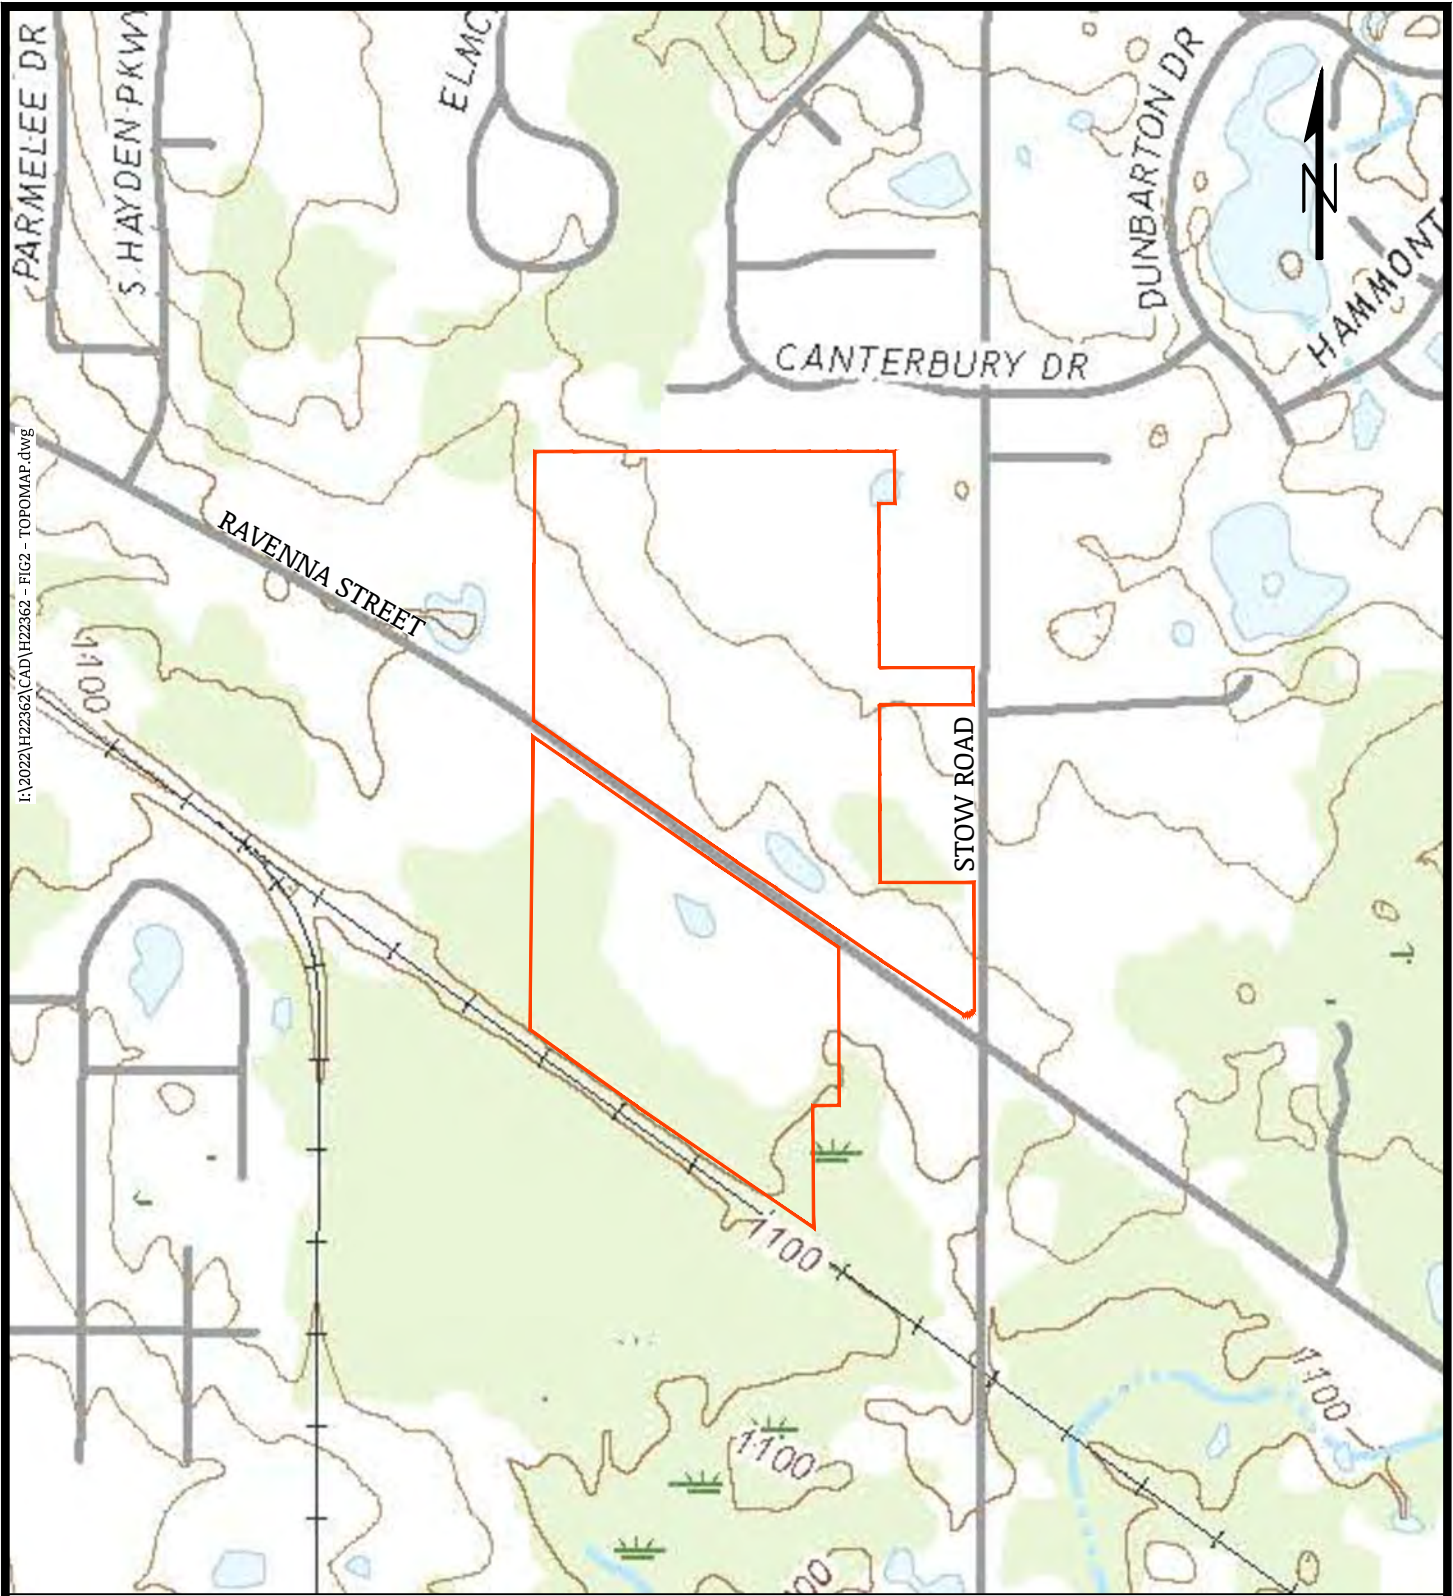 PARMELEE DR
S HAYDEN PKWY
DUNBARTON DR
N
HAMMONT
CANTERBURY DR
I:\2022\H22362\CAD\H22362 - FIG2 - TOPOMAP.dwg
RAVENNA STREET
1100
STOW ROAD
1100
1100
1100